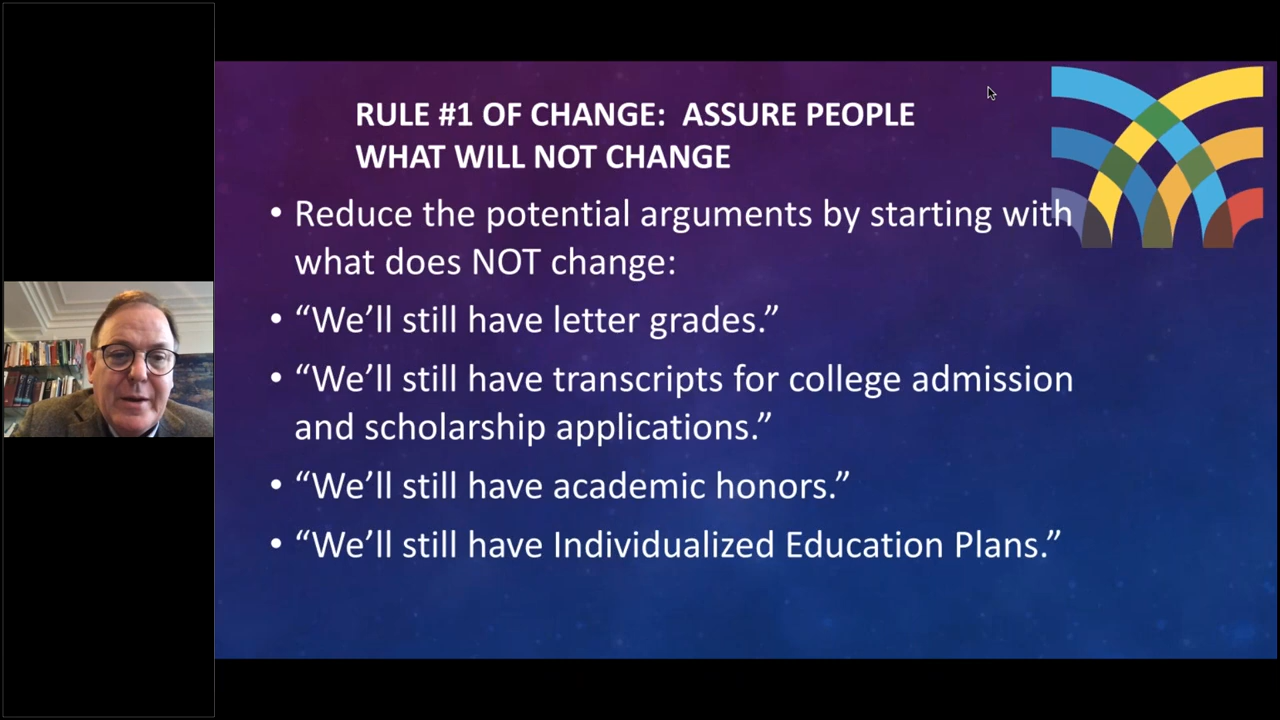 RULE #1 OF CHANGE:  ASSURE PEOPLE
WHAT WILL NOT CHANGE
• Reduce the potential arguments by starting with
what does NOT change:
• “We’ll still have letter grades.”
• “We’ll still have transcripts for college admission
and scholarship applications.”
• “We’ll still have academic honors.”
• “We’ll still have Individualized Education Plans.”